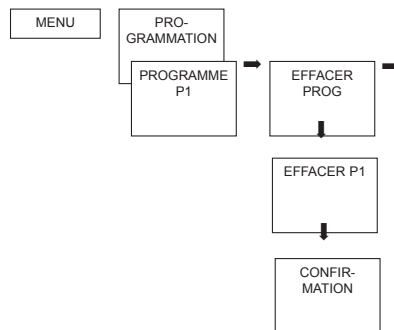 MENU
PRO-
GRAMMATION
PROGRAMME
P1
EFFACER
PROG
EFFACER P1
CONFIR-
MATION